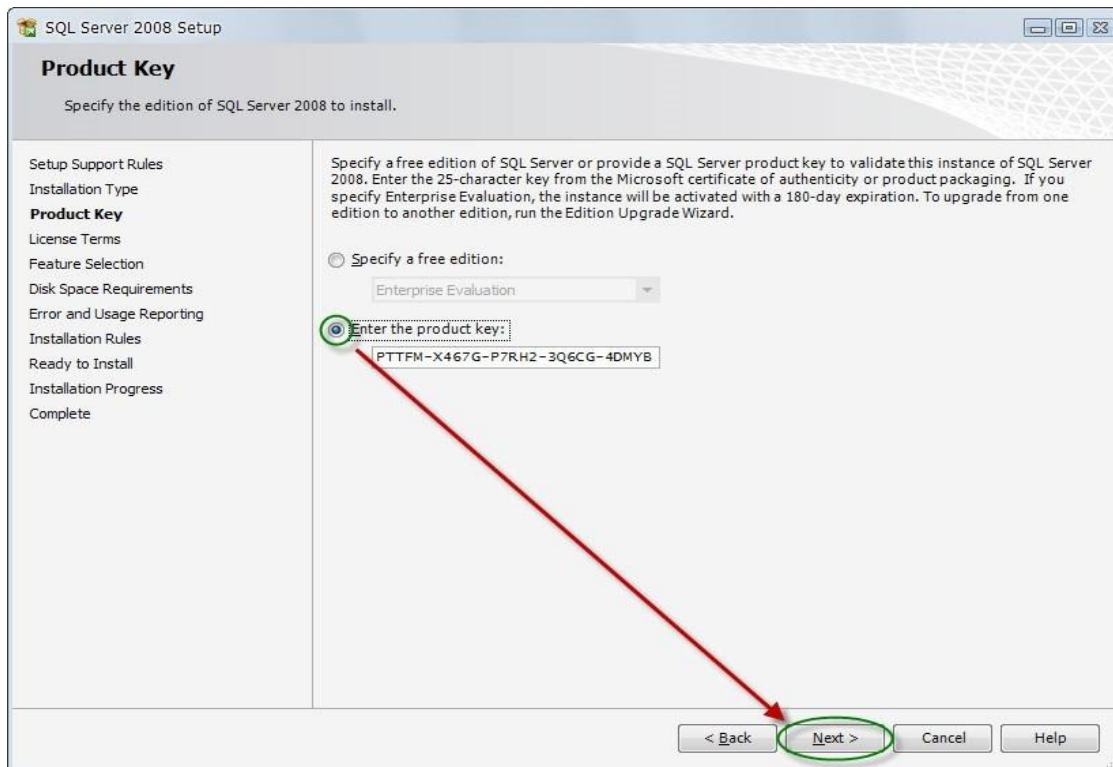 SQL Server 2008 Setup
Product Key
Specify the edition of SQL Server 2008 to install.
Setup Support Rules
Installation Type
Product Key
License Terms
Feature Selection
Disk Space Requirements
Error and Usage Reporting
Installation Rules
Ready to Install
Installation Progress
Complete
Specify a free edition of SQL Server or provide a SQL Server product key to validate this instance of SQL Server
2008. Enter the 25-character key from the Microsoft certificate of authenticity or product packaging. If you
specify Enterprise Evaluation, the instance will be activated with a 180-day expiration. To upgrade from one
edition to another edition, run the Edition Upgrade Wizard.
Specify a free edition:
Enterprise Evaluation
Enter the product key:
PTTFM-X467G-P7RH2-3Q6CG-4DMYB
< Back
Next >
Cancel
Help